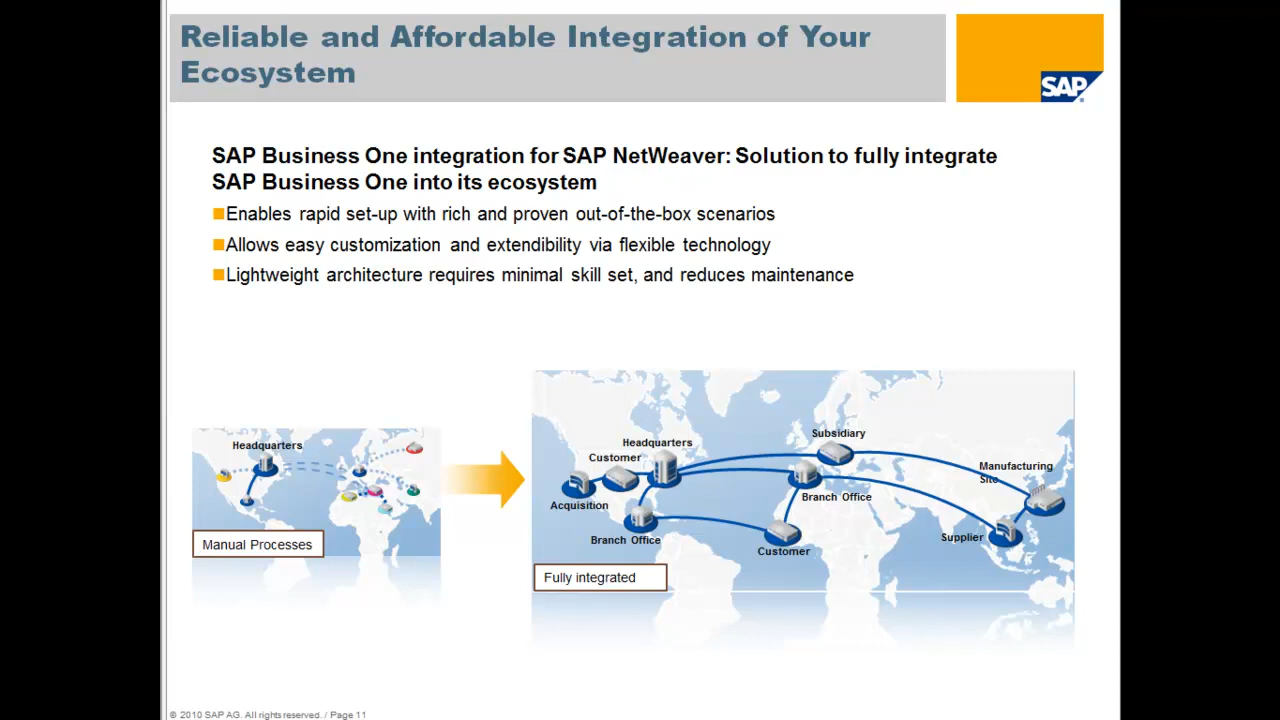 Reliable and Affordable Integration of Your
Ecosystem
SAP
SAP Business One integration for SAP NetWeaver: Solution to fully integrate
SAP Business One into its ecosystem
Enables rapid set-up with rich and proven out-of-the-box scenarios
Allows easy customization and extendibility via flexible technology
Lightweight architecture requires minimal skill set, and reduces maintenance
Headquarters
Manual Processes
Subsidiary
Headquarters
Customer
Manufacturing
Site
Branch Office
Acquisition
Branch Office
Supplier
Customer
Fully integrated
© 2010 SAP AG. All rights reserved. / Page 11